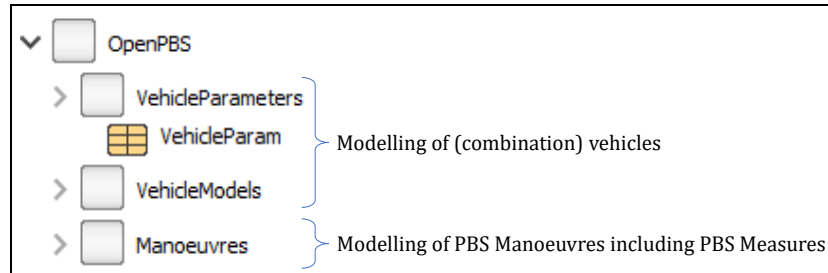 OpenPBS
VehicleParameters
VehicleParam
Modelling of (combination) vehicles
VehicleModels
Manoeuvres
Modelling of PBS Manoeuvres including PBS Measures